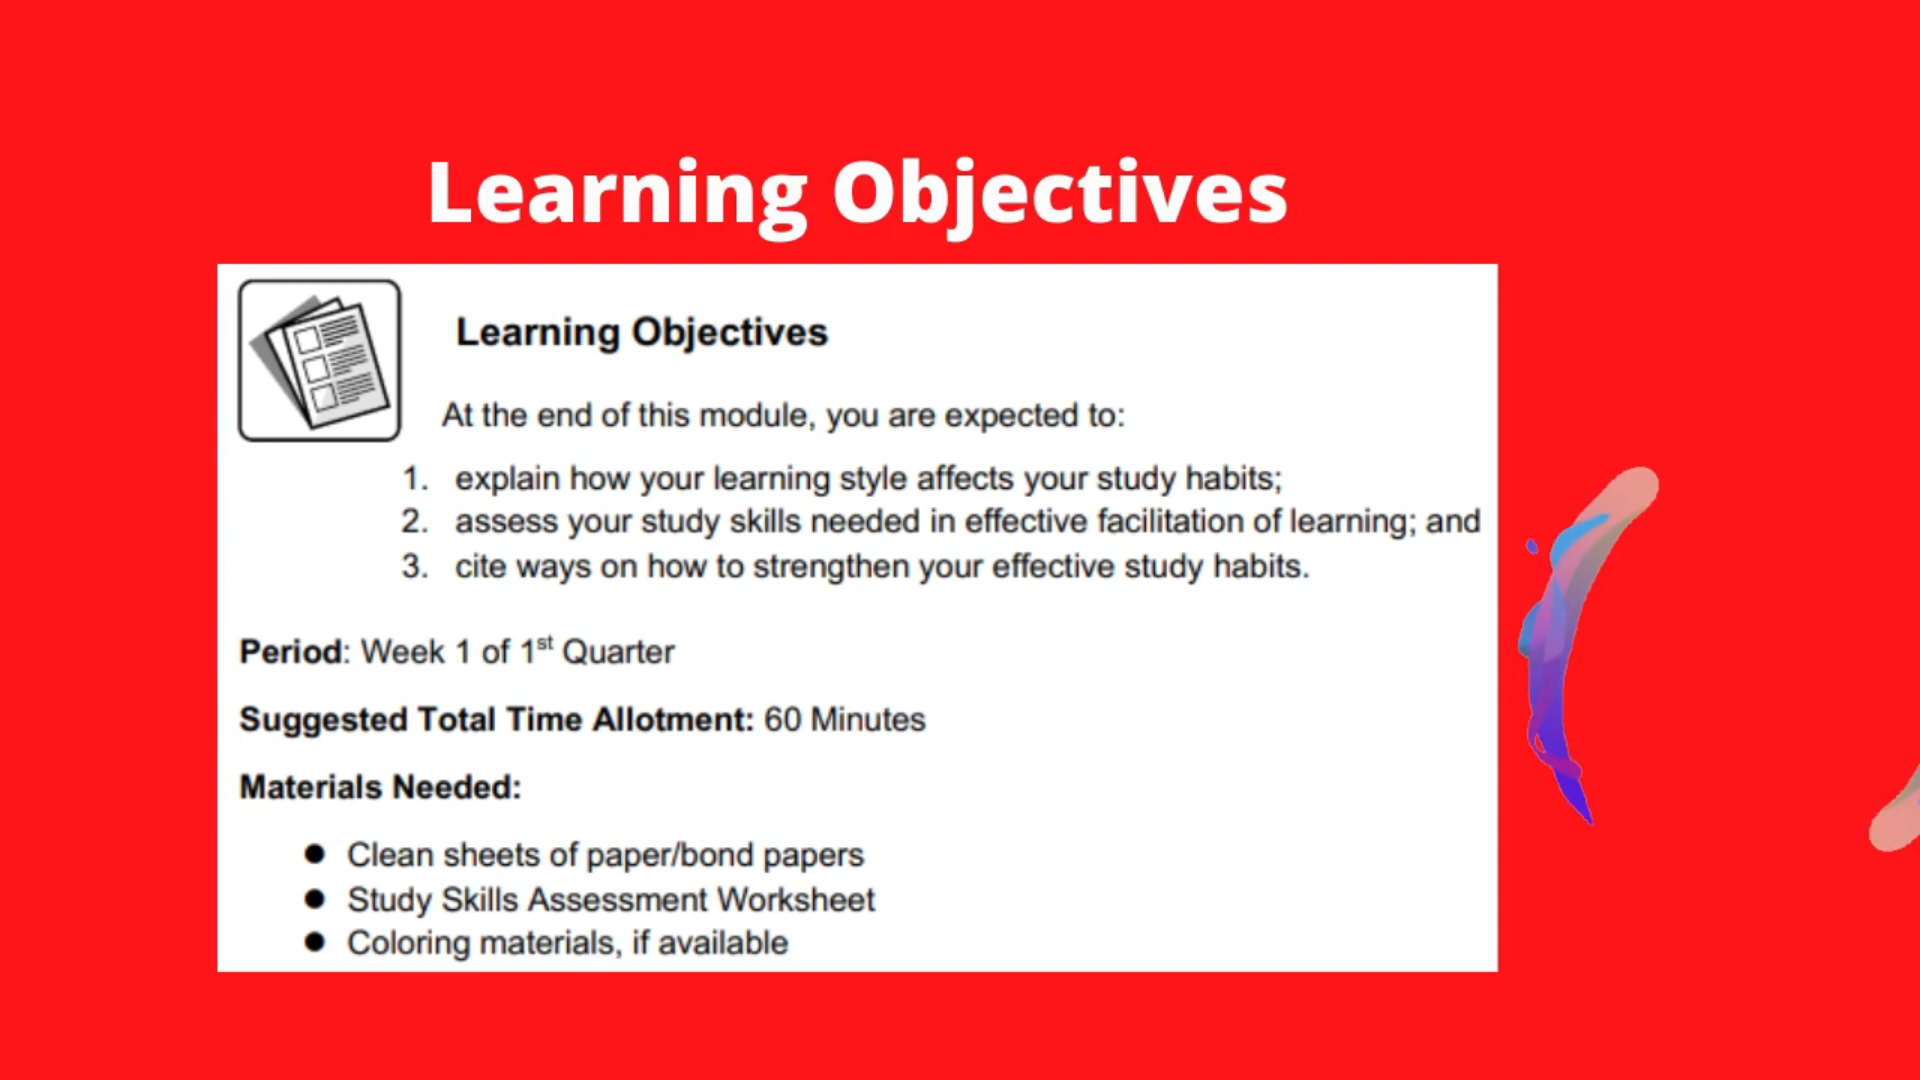 Learning Objectives
Learning Objectives
At the end of this module, you are expected to:
1. explain how your learning style affects your study habits;
2. assess your study skills needed in effective facilitation of learning; and
3. cite ways on how to strengthen your effective study habits.
Period: Week 1 of 1st Quarter
Suggested Total Time Allotment: 60 Minutes
Materials Needed:
● Clean sheets of paper/bond papers
● Study Skills Assessment Worksheet
● Coloring materials, if available